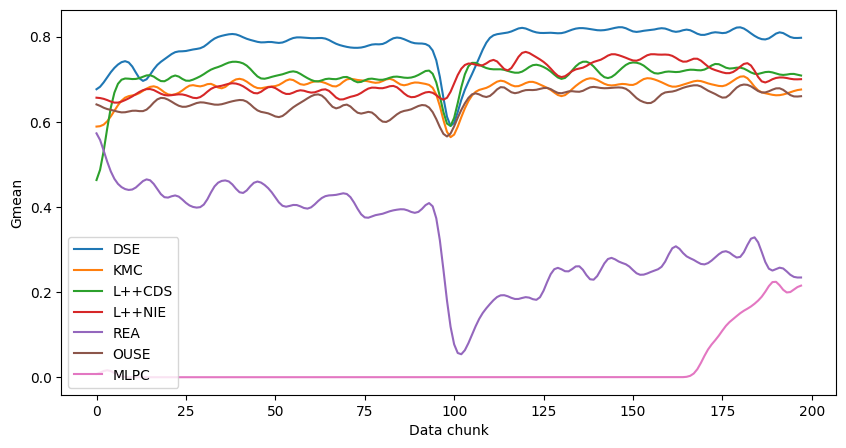 Gmean
0.8
0.6
0.4
0.2
0.0
DSE
KMC
L++CDS
L++NIE
REA
OUSE
MLPC
0 25 50 75 100 125 150 175 200
Data chunk